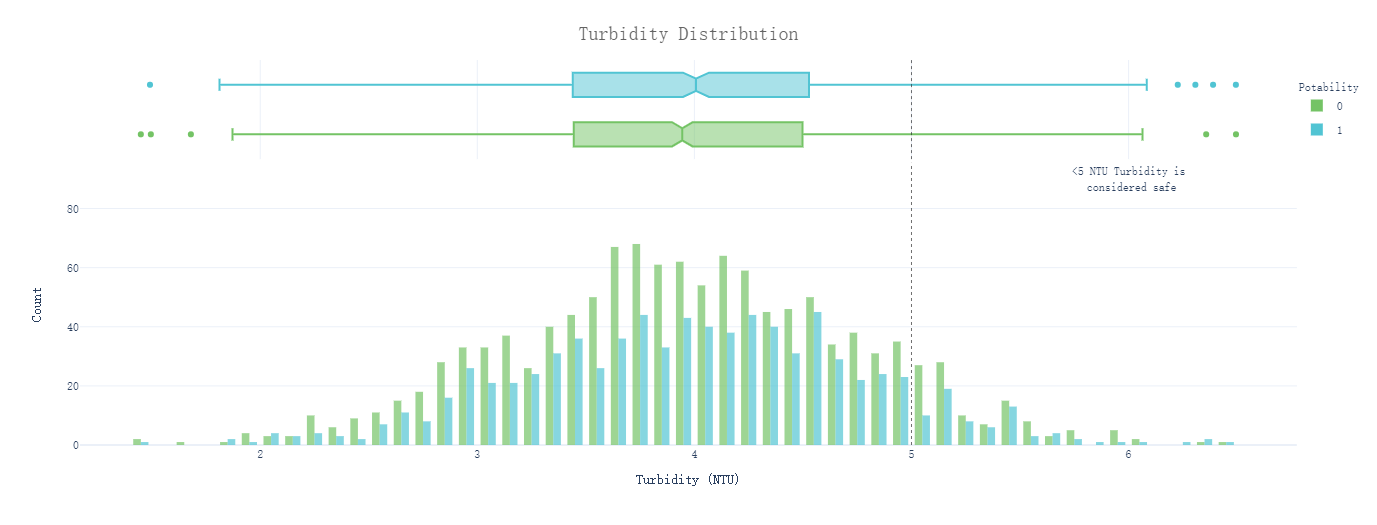 Turbidity Distribution
Potability
0
1
<5 NTU Turbidity is
considered safe
80
60
40
20
0
Count
2 3 4 5 6
Turbidity (NTU)